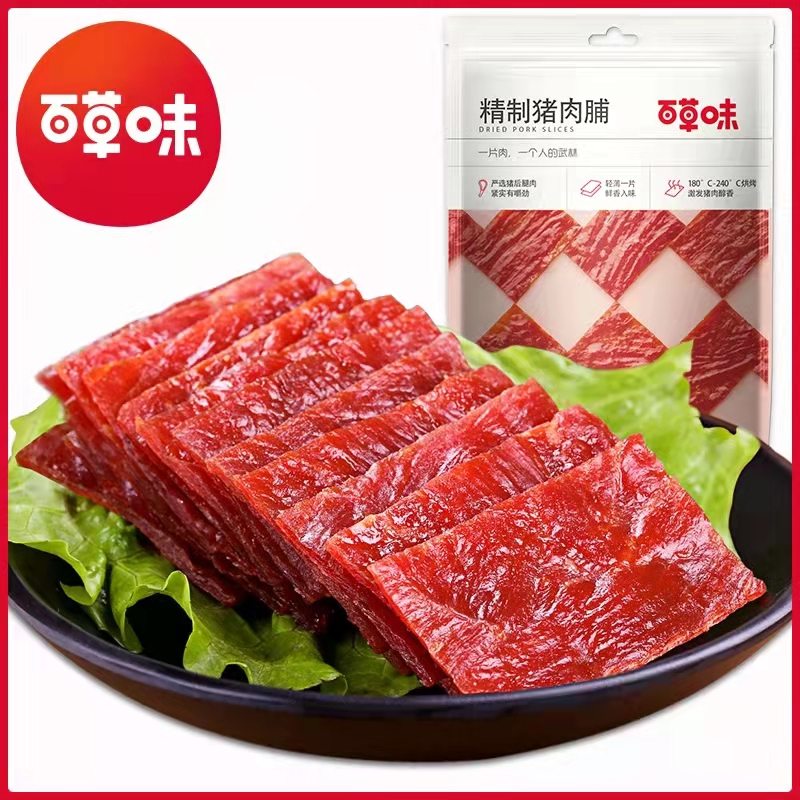 百草味
精制猪肉脯
DRIED PORK SLICES
百草味
一片肉，一个人的武林
严选猪后腿肉
紧实有嚼劲
轻薄一片
鲜香入味
180°C-240°C烘烤
激发猪肉醇香